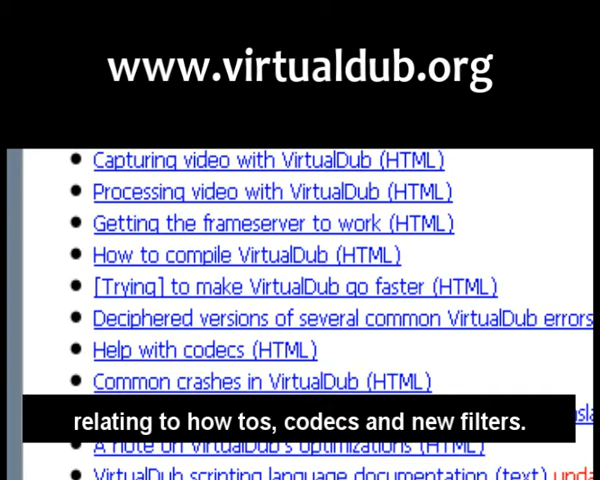 www.virtualdub.org
Capturing video with VirtualDub (HTML)
Processing video with VirtualDub (HTML)
Getting the frameserver to work (HTML)
How to compile VirtualDub (HTML)
[Trying] to make VirtualDub go faster (HTML)
Deciphered versions of several common VirtualDub errors
Help with codecs (HTML)
Common crashes in VirtualDub (HTML)
relating to how tos, codecs and new filters.
A note on VirtualDub's optimizations (HTML)
VirtualDub scripting language documentation (text)